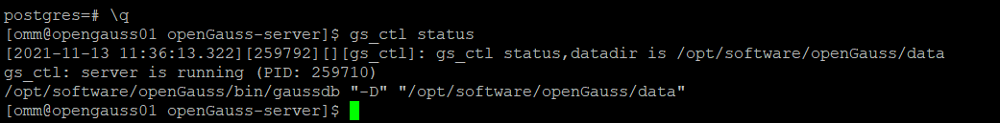 postgres=# \q
[omm@opengauss01 openGauss-server]$ gs_ctl status
[2021-11-13 11:36:13.322][259792][][gs_ctl]: gs_ctl status,datadir is /opt/software/openGauss/data
gs_ctl: server is running (PID: 259710)
/opt/software/openGauss/bin/gaussdb "-D" "/opt/software/openGauss/data"
[omm@opengauss01 openGauss-server]$